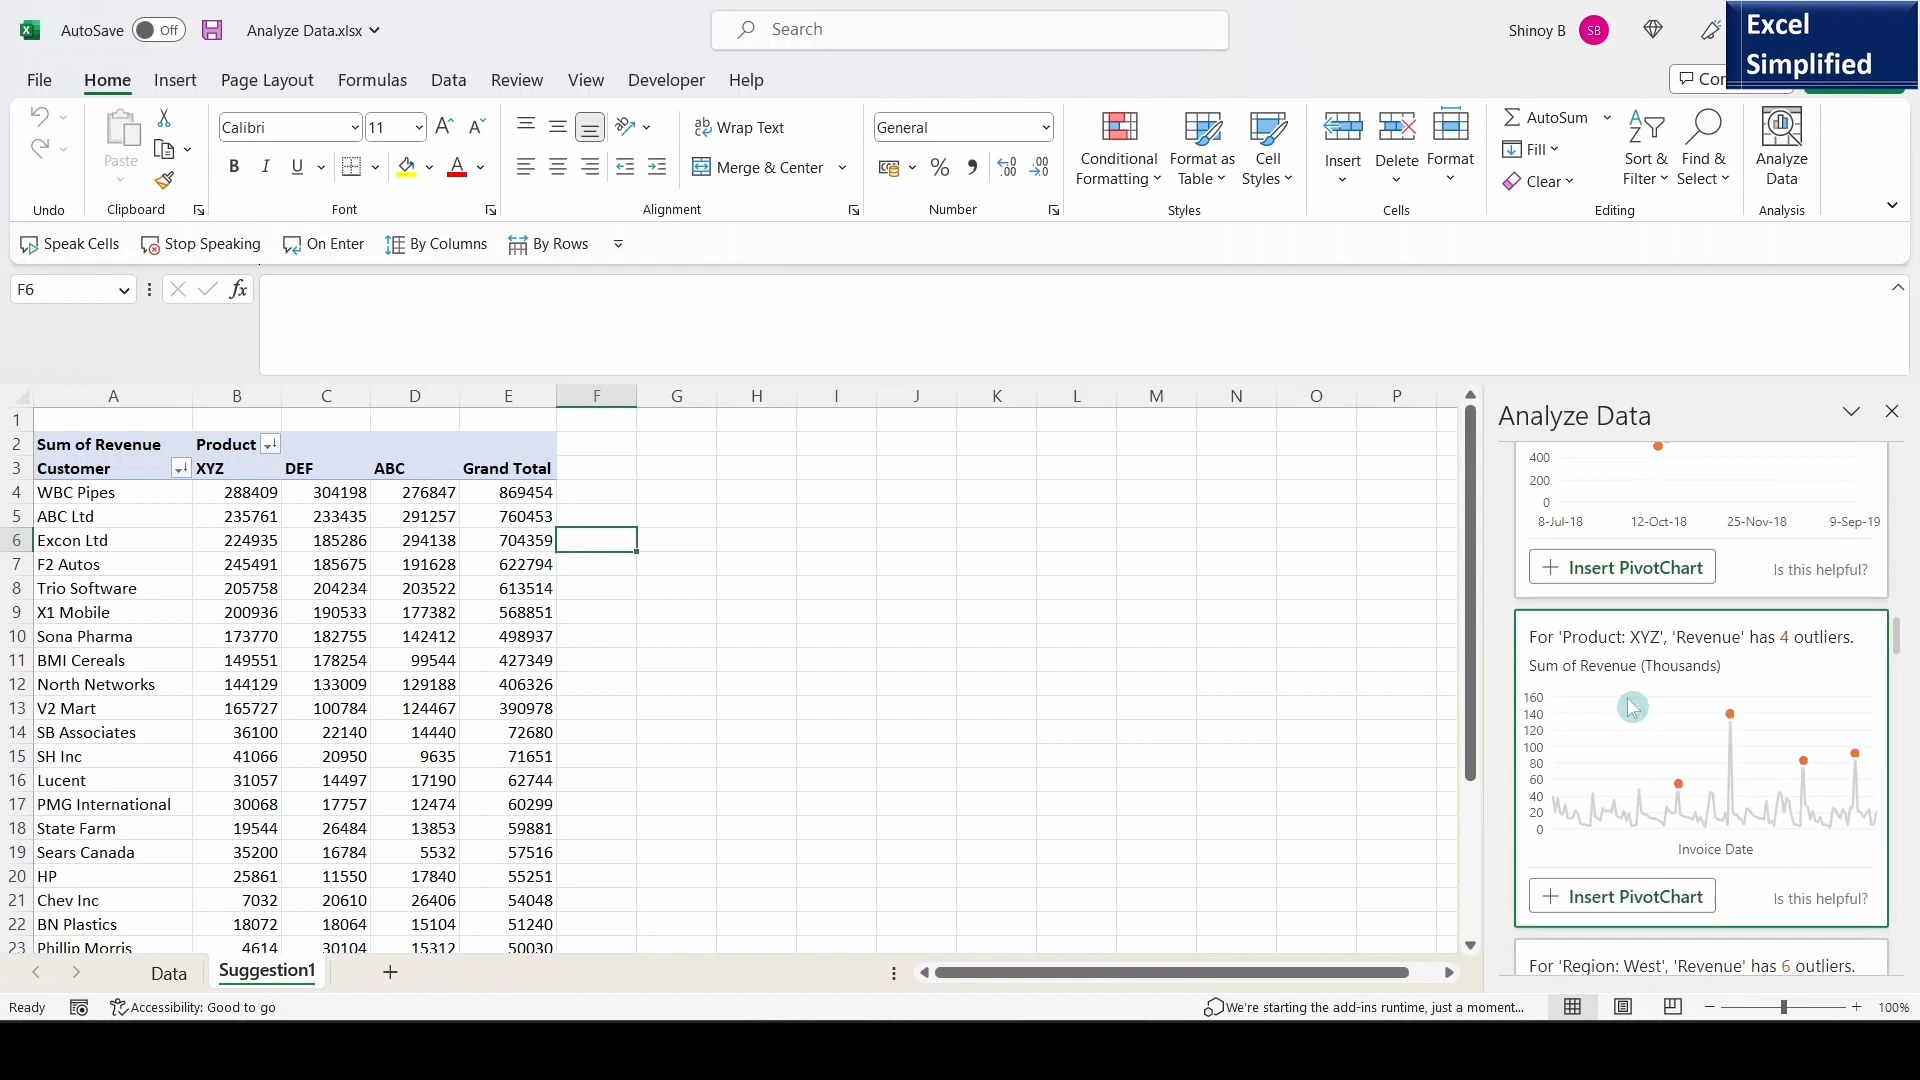 AutoSave Off Analyze Data.xlsx Search Shinoy B SB
Excel
Simplified
File Home Insert Page Layout Formulas Data Review View Developer Help
Calibri 11 Wrap Text General AutoSum
Paste B I U Merge & Center % Conditional
Formatting Format as
Table Cell
Styles Insert Delete Format Fill
Clear Sort &
Filter Find &
Select Analyze
Data
Undo Clipboard Font Alignment Number Styles Cells Editing Analysis
Speak Cells Stop Speaking On Enter By Columns By Rows
F6 fx
A B C D E F G H I J K L M N O P
1
2 Sum of Revenue Product
3 Customer XYZ DEF ABC Grand Total
4 WBC Pipes 288409 304198 276847 869454
5 ABC Ltd 235761 233435 291257 760453
6 Excon Ltd 224935 185286 294138 704359
7 F2 Autos 245491 185675 191628 622794
8 Trio Software 205758 204234 203522 613514
9 X1 Mobile 200936 190533 177382 568851
10 Sona Pharma 173770 182755 142412 498937
11 BMI Cereals 149551 178254 99544 427349
12 North Networks 144129 133009 129188 406326
13 V2 Mart 165727 100784 124467 390978
14 SB Associates 36100 22140 14440 72680
15 SH Inc 41066 20950 9635 71651
16 Lucent 31057 14497 17190 62744
17 PMG International 30068 17757 12474 60299
18 State Farm 19544 26484 13853 59881
19 Sears Canada 35200 16784 5532 57516
20 HP 25861 11550 17840 55251
21 Chev Inc 7032 20610 26406 54048
22 BN Plastics 18072 18064 15104 51240
23 Phillip Morris 4614 30104 15312 50030
Analyze Data
400
200
0
8-Jul-18 12-Oct-18 25-Nov-18 9-Sep-19
Insert PivotChart Is this helpful?
For 'Product: XYZ', 'Revenue' has 4 outliers.
Sum of Revenue (Thousands)
160
140
120
100
80
60
40
20
0
Invoice Date
Insert PivotChart Is this helpful?
For 'Region: West', 'Revenue' has 6 outliers.
Data Suggestion1
Ready Accessibility: Good to go We're starting the add-ins runtime, just a moment... 100%